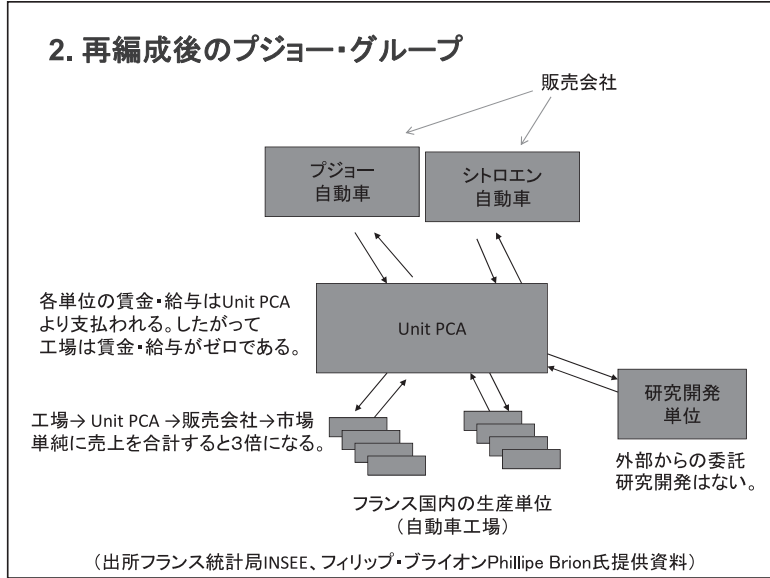 2. 再編成後のプジョー・グループ
販売会社
プジョー
自動車
シトロエン
自動車
各単位の賃金・給与はUnit PCA
より支払われる。したがって
工場は賃金・給与がゼロである。
Unit PCA
研究開発
単位
工場→ Unit PCA →販売会社→市場
単純に売上を合計すると3倍になる。
外部からの委託
研究開発はない。
フランス国内の生産単位
（自動車工場）
（出所フランス統計局INSEE、フィリップ・ブライオンPhillipe Brion氏提供資料）